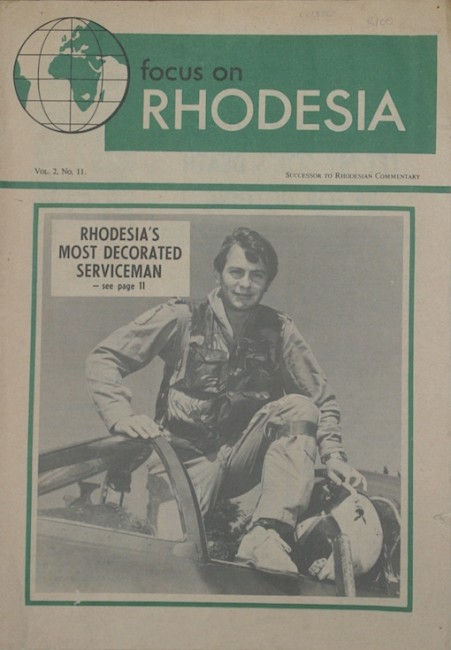 focus on
RHODESIA
VOL. 2, NO. 11.
SUCCESSOR TO RHODESIAN COMMENTARY
RHODESIA'S
MOST DECORATED
SERVICEMAN
– see page 11